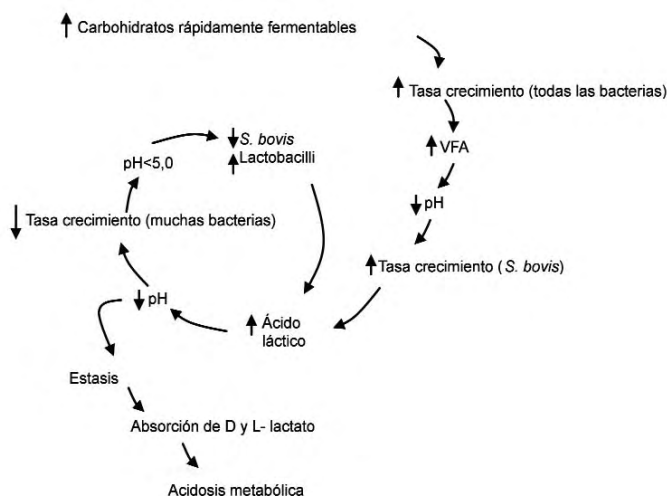 Carbohidratos rápidamente fermentables
Tasa crecimiento (todas las bacterias)
VFA
pH
Tasa crecimiento (S. bovis)
Ácido
láctico
pH
Tasa crecimiento (muchas bacterias)
pH<5,0
S. bovis
Lactobacilli
Estasis
Absorción de D y L- lactato
Acidosis metabólica